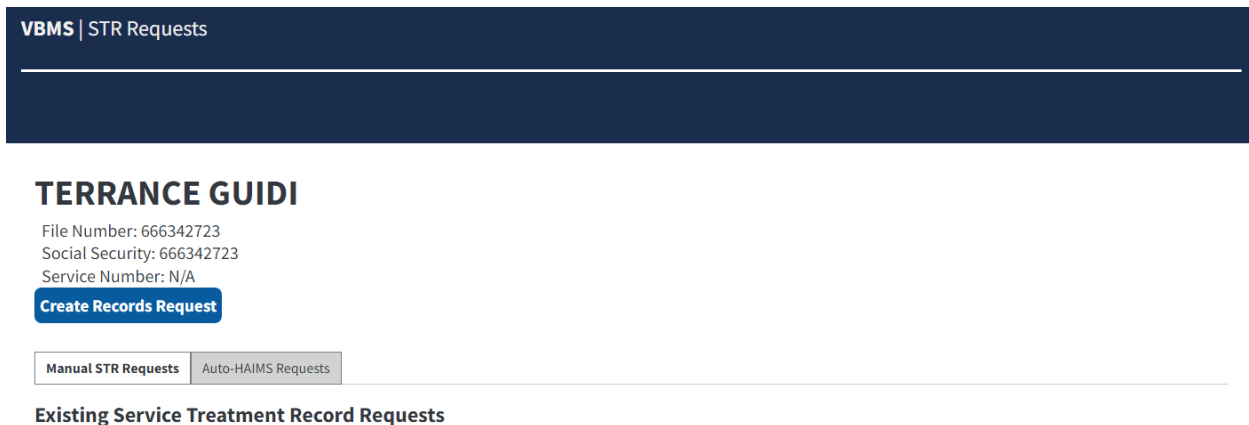 VBMS | STR Requests
TERRANCE GUIDI
File Number: 666342723
Social Security: 666342723
Service Number: N/A
Create Records Request
Manual STR Requests Auto-HAIMS Requests
Existing Service Treatment Record Requests